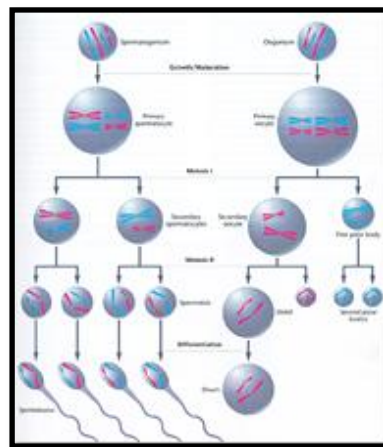 Spermatogonium
Oogonium
Growth/Maturation
Primary
spermatocyte
Primary
oocyte
Meiosis I
Secondary
spermatocytes
Secondary
oocyte
First polar body
Meiosis II
Spermatids
Ootid
Second polar
Differentiation
Spermatozoa
Ovum